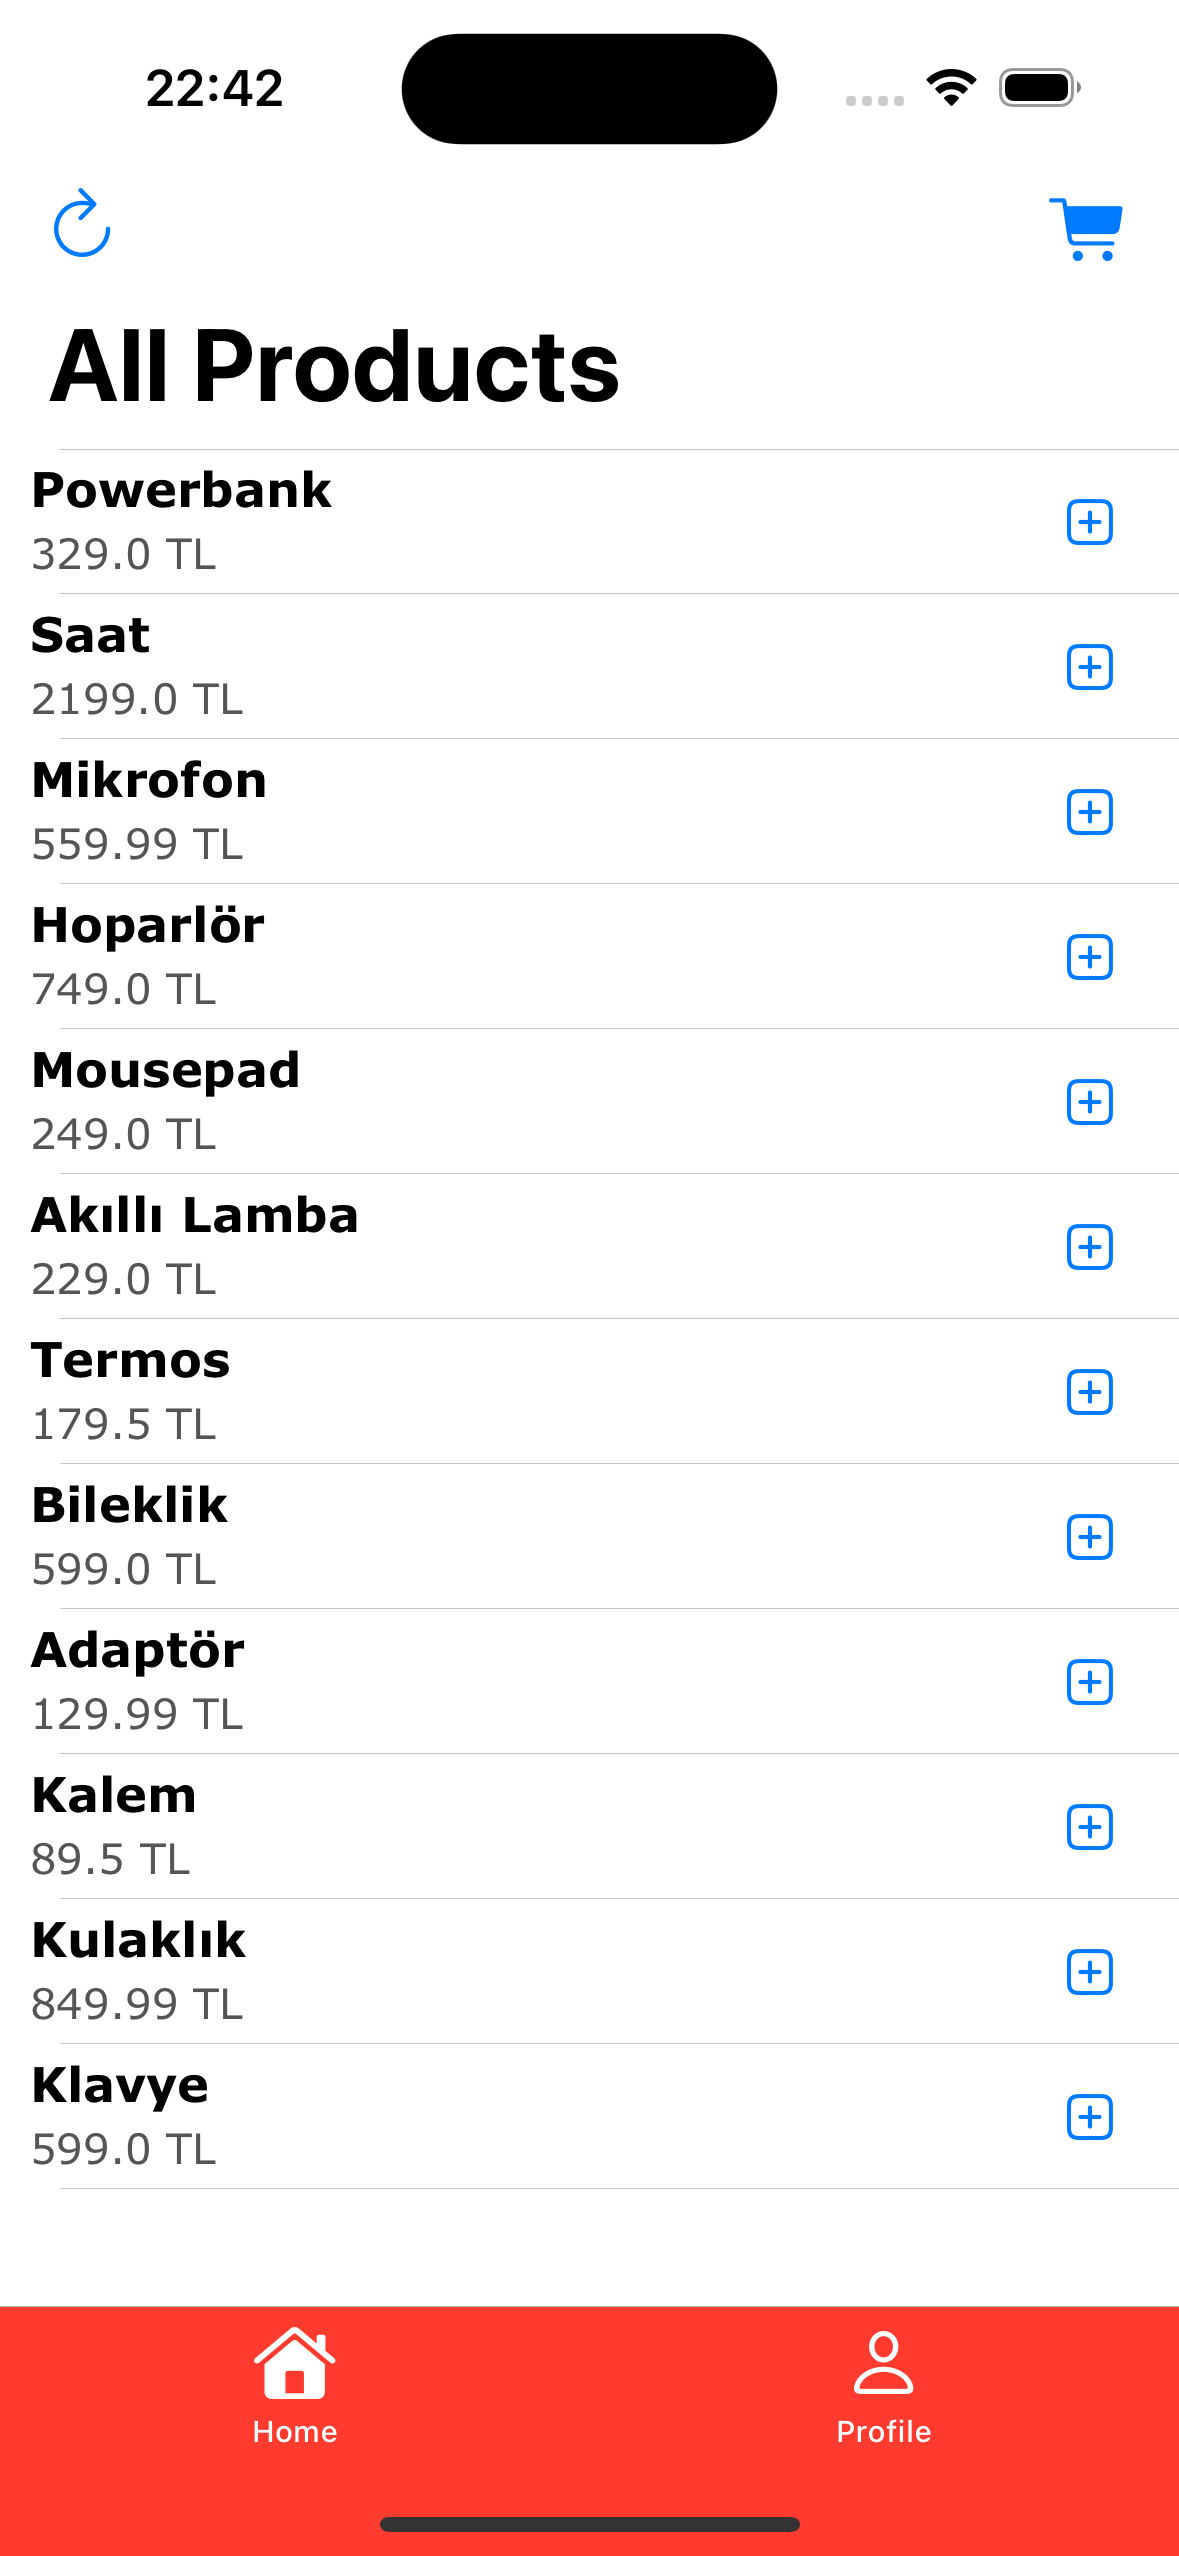 22:42
All Products
Powerbank
329.0 TL
Saat
2199.0 TL
Mikrofon
559.99 TL
Hoparlör
749.0 TL
Mousepad
249.0 TL
Akıllı Lamba
229.0 TL
Termos
179.5 TL
Bileklik
599.0 TL
Adaptör
129.99 TL
Kalem
89.5 TL
Kulaklık
849.99 TL
Klavye
599.0 TL
Home
Profile